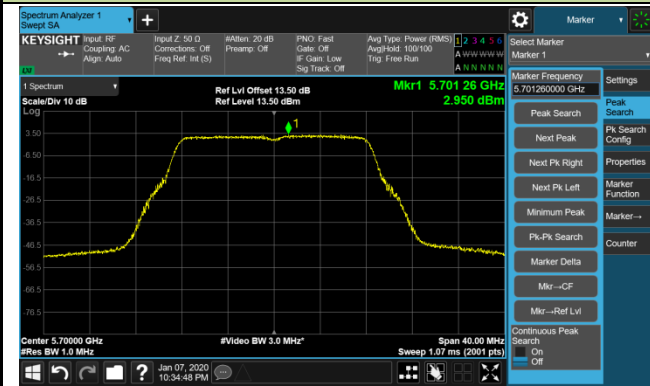 Spectrum Analyzer 1
Swept SA
+
Marker
KEYSIGHT
Input: RF
Coupling: AC
Align: Auto
Input Z: 50 Ω
Corrections: Off
Freq Ref: Int (S)
#Atten: 20 dB
Preamp: Off
PNO: Fast
Gate: Off
IF Gain: Low
Sig Track: Off
Avg Type: Power (RMS)
Avg|Hold: 100/100
Trig: Free Run
1 2 3 4 5 6
A W W W W W
A N N N N N
LV
Select Marker
Marker 1
1 Spectrum
Scale/Div 10 dB
Ref Lvl Offset 13.50 dB
Ref Level 13.50 dBm
Mkr1 5.701 26 GHz
2.950 dBm
Log
3.50
-6.50
-16.5
-26.5
-36.5
-46.5
-56.5
-66.5
-76.5
1
Center 5.70000 GHz
#Res BW 1.0 MHz
#Video BW 3.0 MHz*
Span 40.00 MHz
Sweep 1.07 ms (2001 pts)
Marker Frequency
5.701260000 GHz
Peak Search
Next Peak
Next Pk Right
Next Pk Left
Minimum Peak
Pk-Pk Search
Marker Delta
Mkr→CF
Mkr→Ref Lvl
Continuous Peak
Search
On
Off
Settings
Peak
Search
Pk Search
Config
Properties
Marker
Function
Marker→
Counter
?
Jan 07, 2020
10:34:48 PM